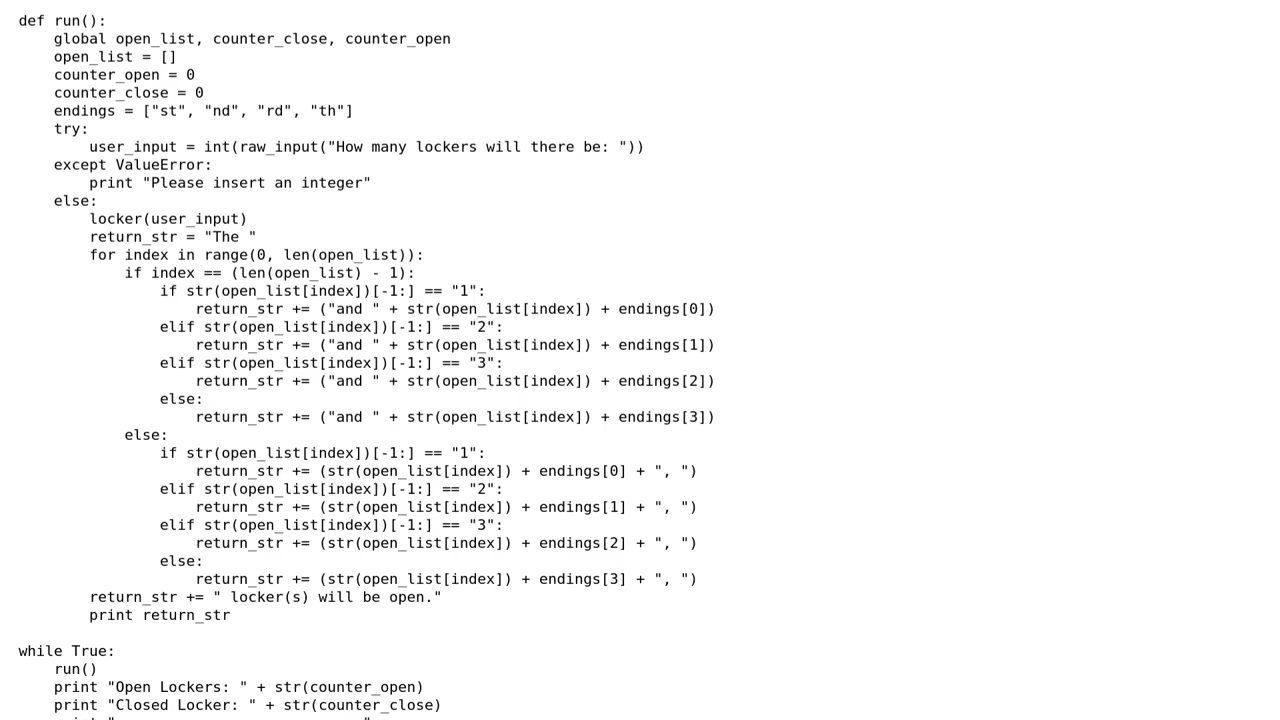 def run():
    global open_list, counter_close, counter_open
    open_list = []
    counter_open = 0
    counter_close = 0
    endings = ["st", "nd", "rd", "th"]
    try:
        user_input = int(raw_input("How many lockers will there be: "))
    except ValueError:
        print "Please insert an integer"
    else:
        locker(user_input)
        return_str = "The "
        for index in range(0, len(open_list)):
            if index == (len(open_list) - 1):
                if str(open_list[index])[-1:] == "1":
                    return_str += ("and " + str(open_list[index]) + endings[0])
                elif str(open_list[index])[-1:] == "2":
                    return_str += ("and " + str(open_list[index]) + endings[1])
                elif str(open_list[index])[-1:] == "3":
                    return_str += ("and " + str(open_list[index]) + endings[2])
                else:
                    return_str += ("and " + str(open_list[index]) + endings[3])
            else:
                if str(open_list[index])[-1:] == "1":
                    return_str += (str(open_list[index]) + endings[0] + ", ")
                elif str(open_list[index])[-1:] == "2":
                    return_str += (str(open_list[index]) + endings[1] + ", ")
                elif str(open_list[index])[-1:] == "3":
                    return_str += (str(open_list[index]) + endings[2] + ", ")
                else:
                    return_str += (str(open_list[index]) + endings[3] + ", ")
        return_str += " locker(s) will be open."
        print return_str

while True:
    run()
    print "Open Lockers: " + str(counter_open)
    print "Closed Locker: " + str(counter_close)